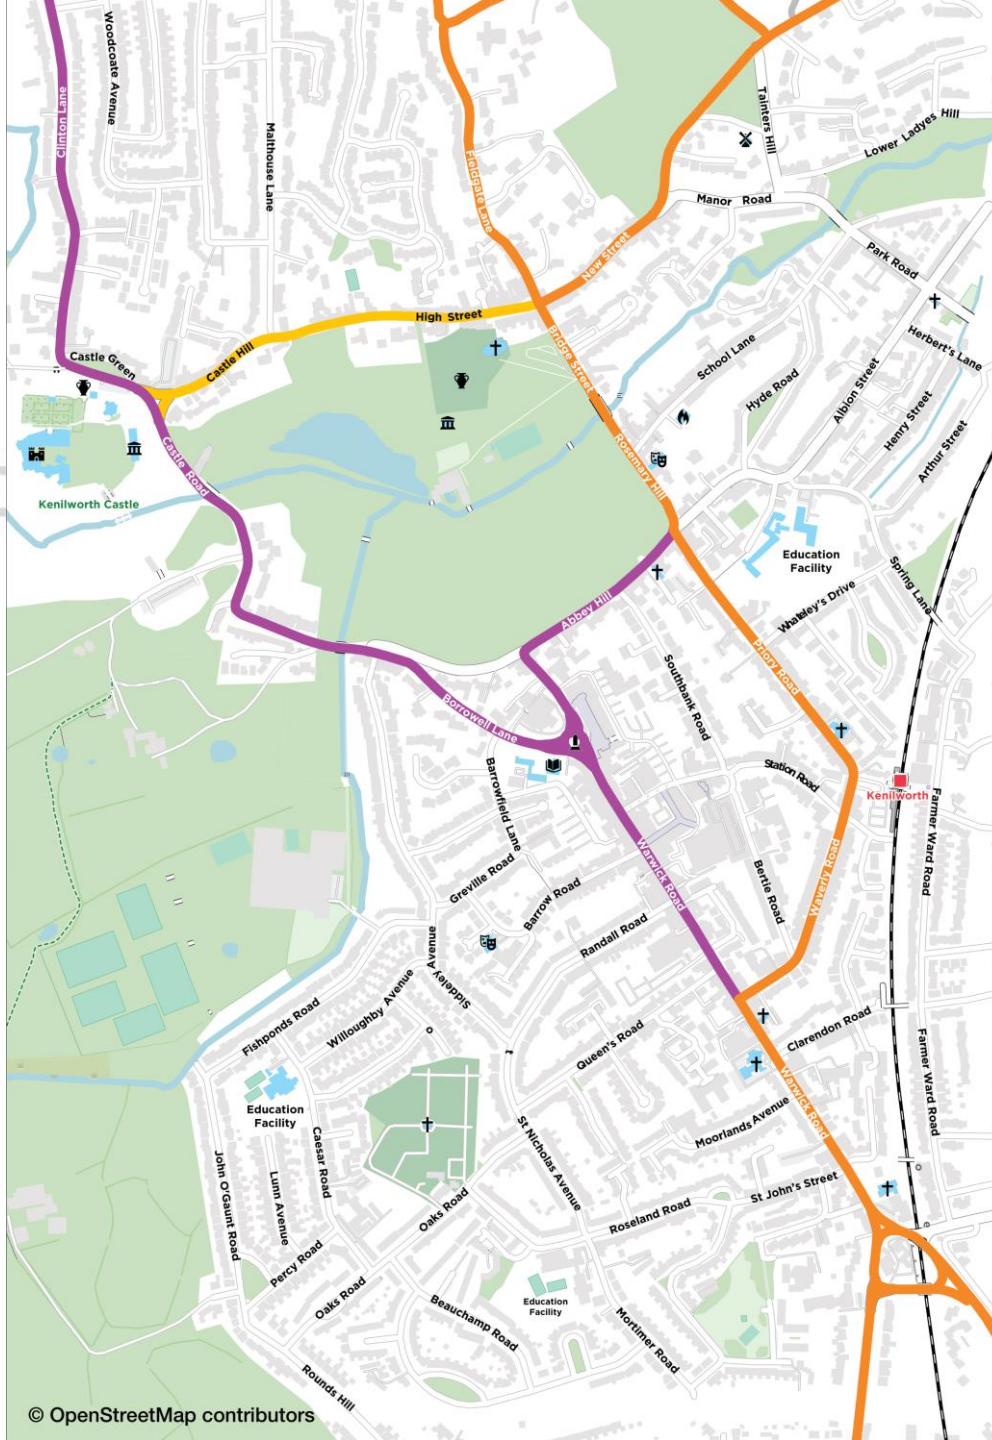 Woodcoate Avenue
Clinton Lane
Malthouse Lane
Fieldgate Lane
Tainters Hill
Lower Ladyes Hill
Manor Road
Park Road
New Street
High Street
Castle Hill
Castle Green
Bridge Street
School Lane
Hyde Road
Herbert's Lane
Albion Street
Henry Street
Arthur Street
Castle Road
Rosemary Hill
Kenilworth Castle
Education
Facility
Spring Lane
Whateley's Drive
Abbey Hill
Priory Road
Southbank Road
Borrowell Lane
Station Road
Kenilworth
Barrowfield Lane
Farmer Ward Road
Warwick Road
Bertie Road
Waverly Road
Greville Road
Barrow Road
Randall Road
Avenue
Siddeley
Willoughby Avenue
Fishponds Road
Queen's Road
Clarendon Road
Farmer Ward Road
Warwick Road
Moorlands Avenue
Education
Facility
Caesar Road
St Nicholas Avenue
John O'Gaunt Road
Lunn Avenue
Oaks Road
Roseland Road
St John's Street
Percy Road
Oaks Road
Beauchamp Road
Education
Facility
Mortimer Road
Rounds Hill
© OpenStreetMap contributors